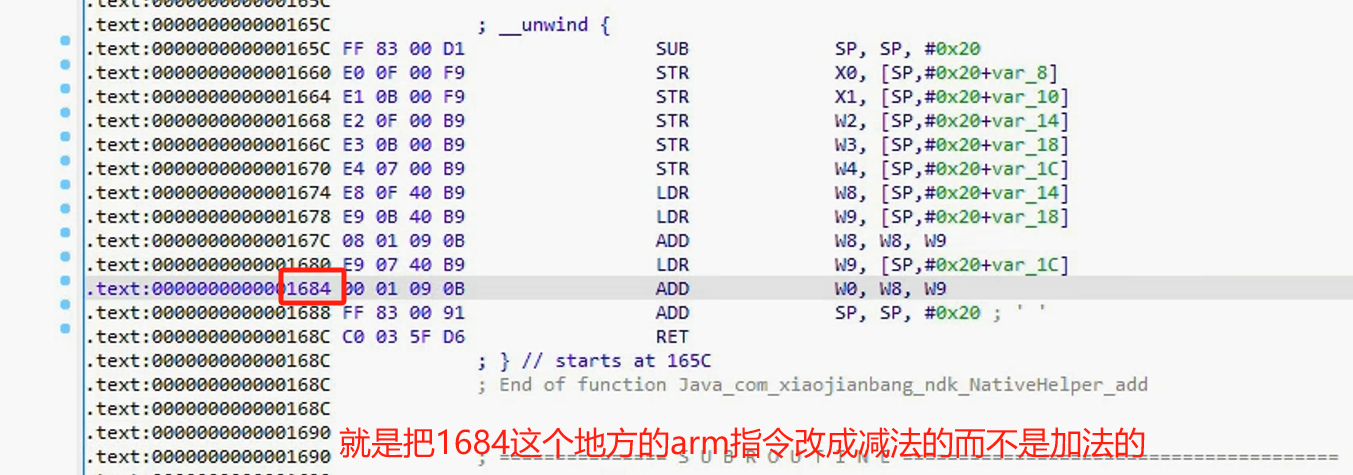 .text:000000000000165C
.text:000000000000165C ; __unwind {
.text:000000000000165C FF 83 00 D1 SUB SP, SP, #0x20
.text:0000000000001660 E0 0F 00 F9 STR X0, [SP,#0x20+var_8]
.text:0000000000001664 E1 0B 00 F9 STR X1, [SP,#0x20+var_10]
.text:0000000000001668 E2 0F 00 B9 STR W2, [SP,#0x20+var_14]
.text:000000000000166C E3 0B 00 B9 STR W3, [SP,#0x20+var_18]
.text:0000000000001670 E4 07 00 B9 STR W4, [SP,#0x20+var_1C]
.text:0000000000001674 E8 0F 40 B9 LDR W8, [SP,#0x20+var_14]
.text:0000000000001678 E9 0B 40 B9 LDR W9, [SP,#0x20+var_18]
.text:000000000000167C 08 01 09 0B ADD W8, W8, W9
.text:0000000000001680 E9 07 40 B9 LDR W9, [SP,#0x20+var_1C]
.text:0000000000001684 00 01 09 0B ADD W0, W8, W9
.text:0000000000001688 FF 83 00 91 ADD SP, SP, #0x20 ; ' '
.text:000000000000168C C0 03 5F D6 RET
.text:000000000000168C ; } // starts at 165C
.text:000000000000168C ; End of function Java_com_xiaojianbang_ndk_NativeHelper_add
.text:000000000000168C
.text:0000000000001690
就是把1684这个地方的arm指令改成减法的而不是加法的
.text:0000000000001690 ; =============== S U B R O U T I N E =======================================